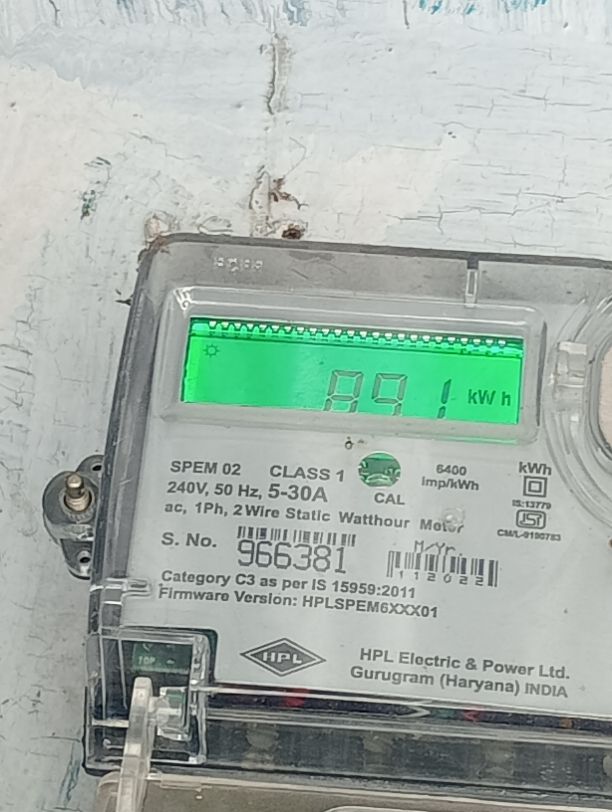 891 kWh
SPEM 02 CLASS 1
6400 imp/kWh
kWh
CAL
240V, 50 Hz, 5-30A
IS:13779
ac, 1Ph, 2 Wire Static Watthour Meter
CM/L-9190783
S. No. 966381
M/Yr.
112022
Category C3 as per IS 15959:2011
Firmware Version: HPLSPEM6XXX01
TOP
HPL
HPL Electric & Power Ltd.
Gurugram (Haryana) INDIA